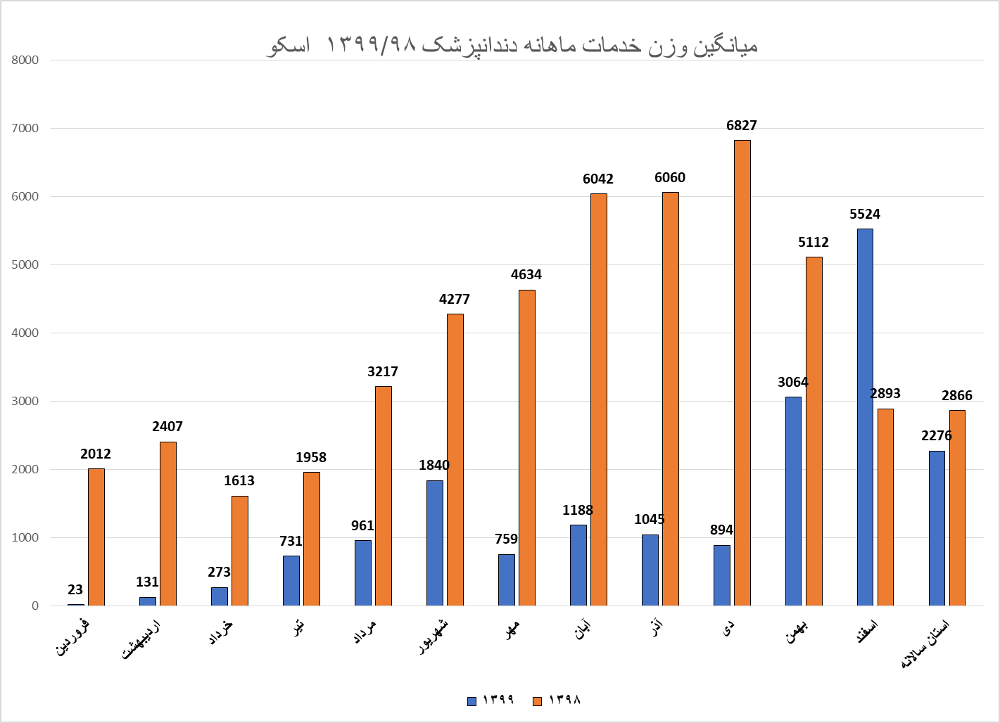 میانگین وزن خدمات ماهانه دندانپزشک ۱۳۹۹/۹۸ اسکو
8000
7000
6000
5000
4000
3000
2000
1000
0
23 2012
131 2407
273 1613
731 1958
961 3217
1840 4277
759 4634
1188 6042
1045 6060
894 6827
3064 5112
5524 2893
2276 2866
فروردین
اردیبهشت
خرداد
تیر
مرداد
شهریور
مهر
آبان
آذر
دی
بهمن
اسفند
استان سالانه
۱۳۹۹
۱۳۹۸